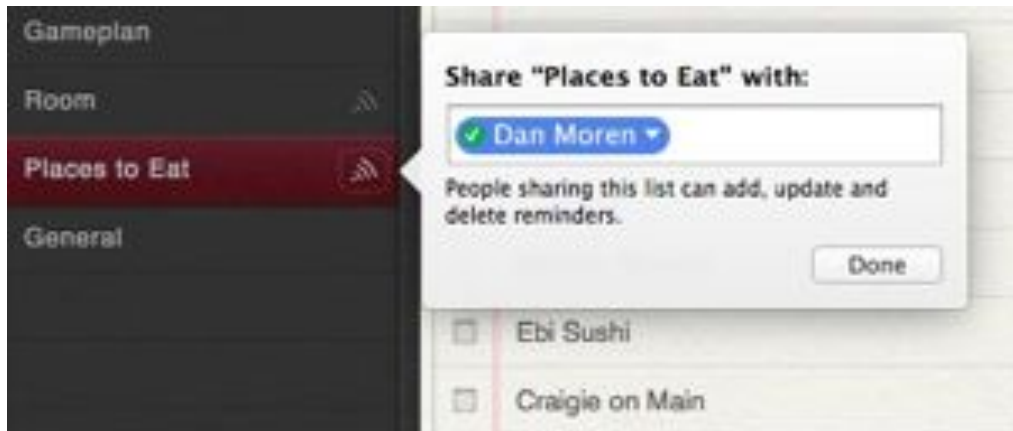 Gameplan
Room
Places to Eat
General
Share "Places to Eat" with:
Dan Moren
People sharing this list can add, update and
delete reminders.
Done
Ebi Sushi
Craigie on Main